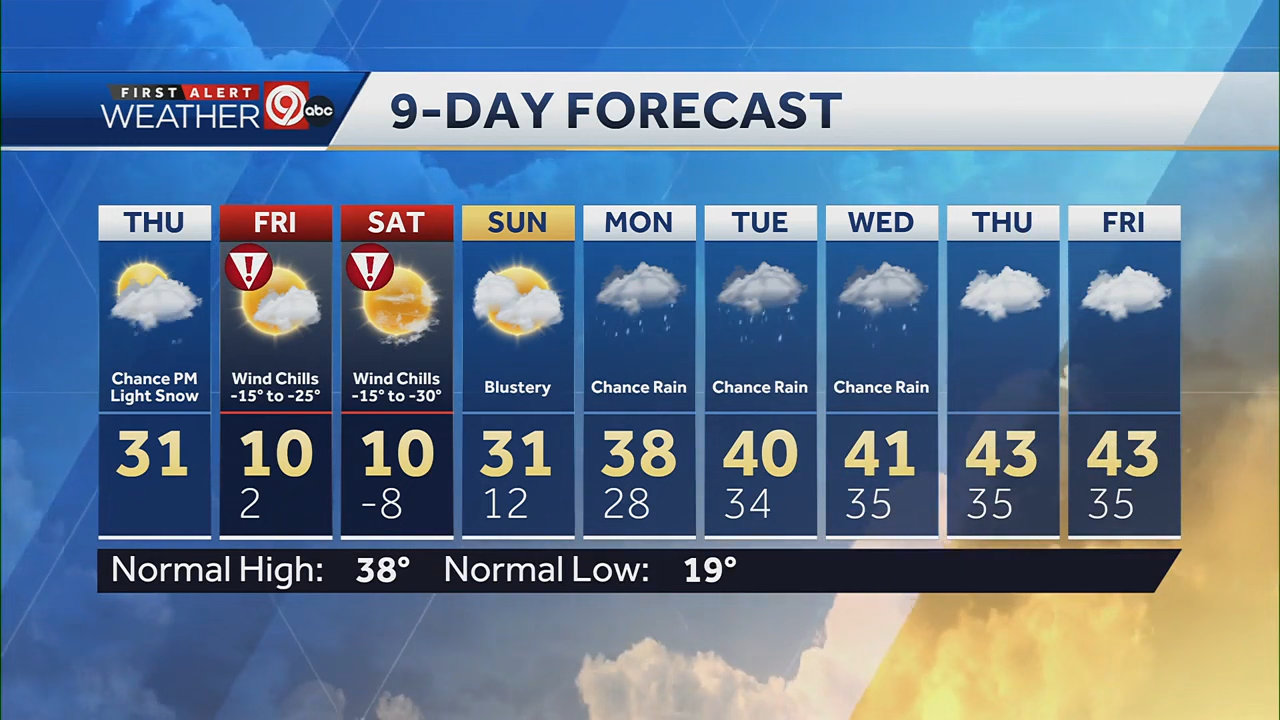 FIRST ALERT
WEATHER 9 abc
9-DAY FORECAST
THU FRI SAT SUN MON TUE WED THU FRI
! !
Chance PM Wind Chills Wind Chills Blustery Chance Rain Chance Rain Chance Rain
Light Snow -15° to -25° -15° to -30°
31 10 10 31 38 40 41 43 43
2 -8 12 28 34 35 35 35
Normal High: 38° Normal Low: 19°